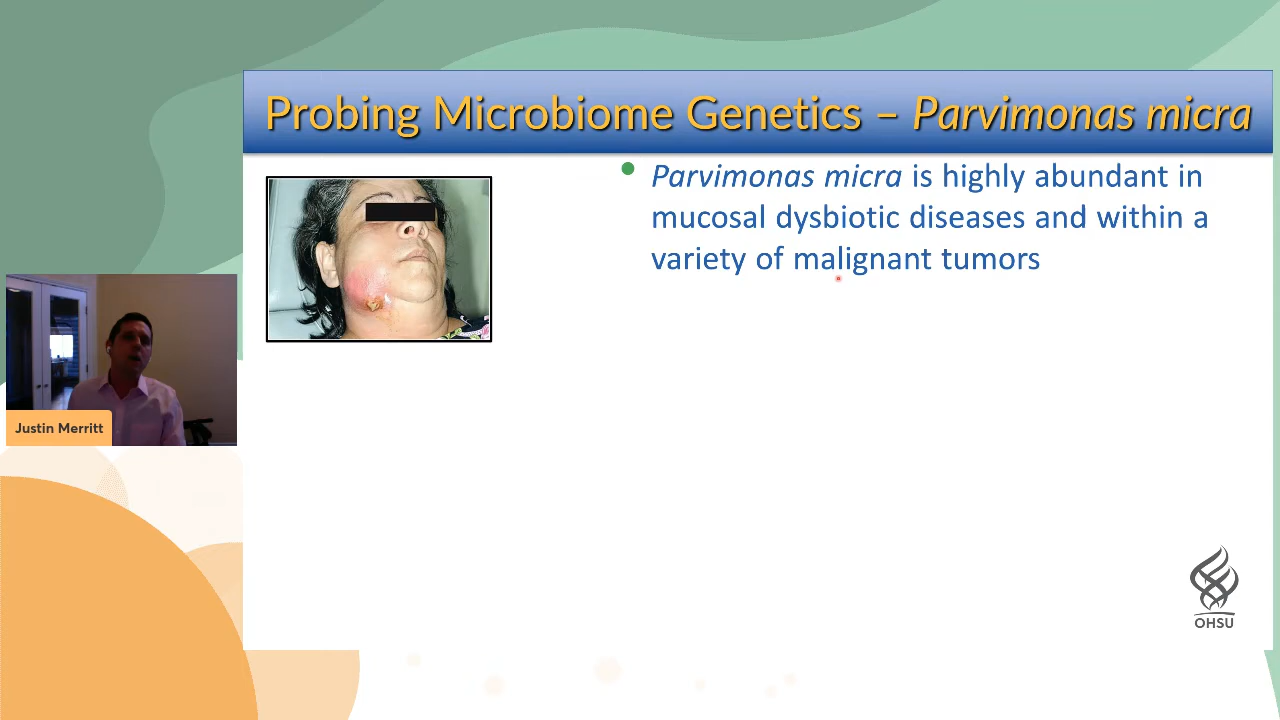 Probing Microbiome Genetics – Parvimonas micra
Parvimonas micra is highly abundant in
mucosal dysbiotic diseases and within a
variety of malignant tumors
Justin Merritt
OHSU